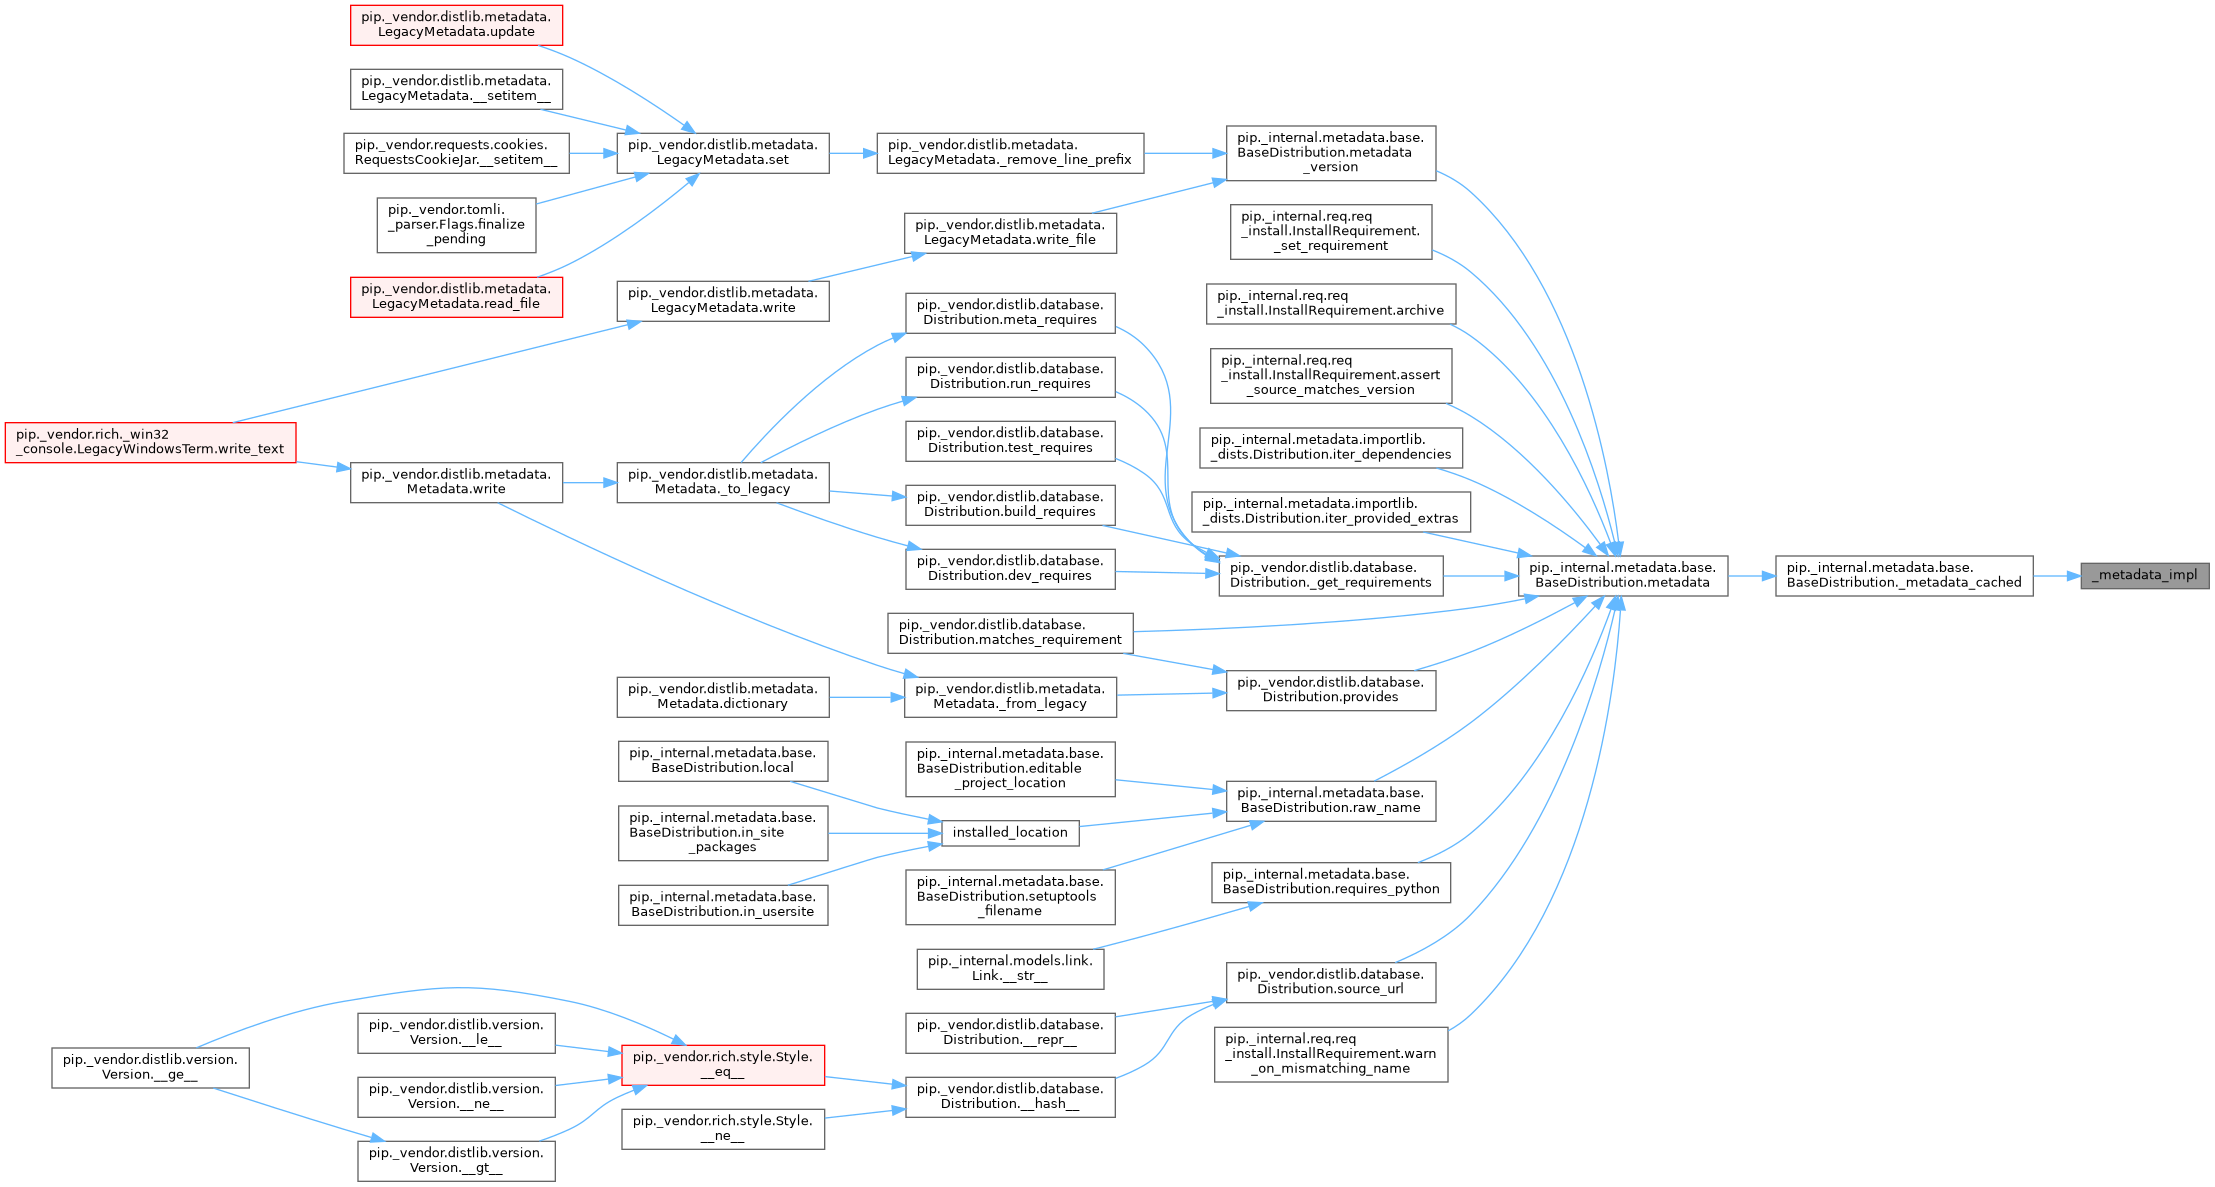 pip._vendor.distlib.metadata.
LegacyMetadata.update
pip._vendor.distlib.metadata.
LegacyMetadata.__setitem__
pip._vendor.requests.cookies.
RequestsCookieJar.__setitem__
pip._vendor.tomli.
_parser.Flags.finalize
_pending
pip._vendor.distlib.metadata.
LegacyMetadata.read_file
pip._vendor.rich._win32
_console.LegacyWindowsTerm.write_text
pip._vendor.distlib.metadata.
Metadata.write
pip._vendor.distlib.version.
Version.__ge__
pip._vendor.distlib.version.
Version.__le__
pip._vendor.distlib.version.
Version.__ne__
pip._vendor.distlib.version.
Version.__gt__
pip._vendor.distlib.metadata.
LegacyMetadata.set
pip._vendor.distlib.metadata.
LegacyMetadata.write
pip._vendor.distlib.metadata.
Metadata._to_legacy
pip._vendor.distlib.metadata.
Metadata.dictionary
pip._internal.metadata.base.
BaseDistribution.local
pip._internal.metadata.base.
BaseDistribution.in_site
_packages
pip._internal.metadata.base.
BaseDistribution.in_usersite
pip._vendor.rich.style.Style.
__eq__
pip._vendor.rich.style.Style.
__ne__
pip._vendor.distlib.metadata.
LegacyMetadata._remove_line_prefix
pip._vendor.distlib.metadata.
LegacyMetadata.write_file
pip._vendor.distlib.database.
Distribution.meta_requires
pip._vendor.distlib.database.
Distribution.run_requires
pip._vendor.distlib.database.
Distribution.test_requires
pip._vendor.distlib.database.
Distribution.build_requires
pip._vendor.distlib.database.
Distribution.dev_requires
pip._vendor.distlib.database.
Distribution.matches_requirement
pip._vendor.distlib.metadata.
Metadata._from_legacy
pip._internal.metadata.base.
BaseDistribution.editable
_project_location
installed_location
pip._internal.metadata.base.
BaseDistribution.setuptools
_filename
pip._internal.models.link.
Link.__str__
pip._vendor.distlib.database.
Distribution.__repr__
pip._vendor.distlib.database.
Distribution.__hash__
pip._internal.metadata.base.
BaseDistribution.metadata
_version
pip._internal.req.req
_install.InstallRequirement.
_set_requirement
pip._internal.req.req
_install.InstallRequirement.archive
pip._internal.req.req
_install.InstallRequirement.assert
_source_matches_version
pip._internal.metadata.importlib.
_dists.Distribution.iter_dependencies
pip._internal.metadata.importlib.
_dists.Distribution.iter_provided_extras
pip._vendor.distlib.database.
Distribution._get_requirements
pip._vendor.distlib.database.
Distribution.provides
pip._internal.metadata.base.
BaseDistribution.raw_name
pip._internal.metadata.base.
BaseDistribution.requires_python
pip._vendor.distlib.database.
Distribution.source_url
pip._internal.req.req
_install.InstallRequirement.warn
_on_mismatching_name
pip._internal.metadata.base.
BaseDistribution.metadata
pip._internal.metadata.base.
BaseDistribution._metadata_cached
_metadata_impl